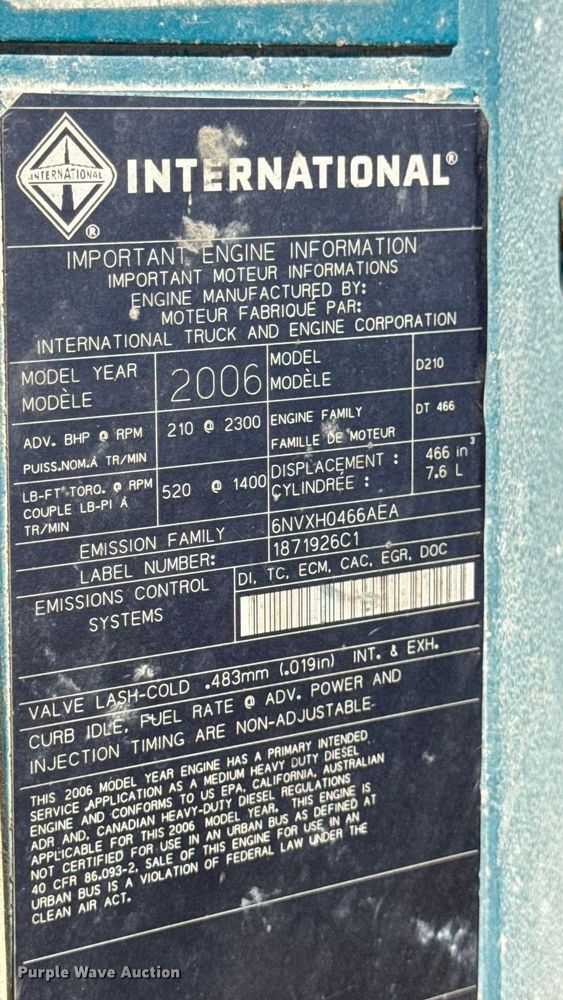 INTERNATIONAL
®
INTERNATIONAL®
IMPORTANT ENGINE INFORMATION
IMPORTANT MOTEUR INFORMATIONS
ENGINE MANUFACTURED BY:
MOTEUR FABRIQUÉ PAR:
INTERNATIONAL TRUCK AND ENGINE CORPORATION
MODEL YEAR
MODÈLE
2006
MODEL
MODÈLE
D210
ADV. BHP @ RPM
PUISS.NOM.À TR/MIN
210 @ 2300
ENGINE FAMILY
FAMILLE DE MOTEUR
DT 466
LB-FT TORQ. @ RPM
COUPLE LB-PI À
TR/MIN
520 @ 1400
DISPLACEMENT :
CYLINDRÉE :
466 in³
7.6 L
EMISSION FAMILY
6NVXH0466AEA
LABEL NUMBER:
1871926C1
EMISSIONS CONTROL
SYSTEMS
DI, TC, ECM, CAC, EGR, DOC
VALVE LASH-COLD .483mm (.019in) INT. & EXH.
CURB IDLE, FUEL RATE @ ADV. POWER AND
INJECTION TIMING ARE NON-ADJUSTABLE.
THIS 2006 MODEL YEAR ENGINE HAS A PRIMARY INTENDED
SERVICE APPLICATION AS A MEDIUM HEAVY DUTY DIESEL
ENGINE AND CONFORMS TO US EPA, CALIFORNIA, AUSTRALIAN
ADR AND, CANADIAN HEAVY-DUTY DIESEL REGULATIONS
APPLICABLE FOR THIS 2006 MODEL YEAR. THIS ENGINE IS
NOT CERTIFIED FOR USE IN AN URBAN BUS AS DEFINED AT
40 CFR 86.093-2. SALE OF THIS ENGINE FOR USE IN AN
URBAN BUS IS A VIOLATION OF FEDERAL LAW UNDER THE
CLEAN AIR ACT.
Purple Wave Auction